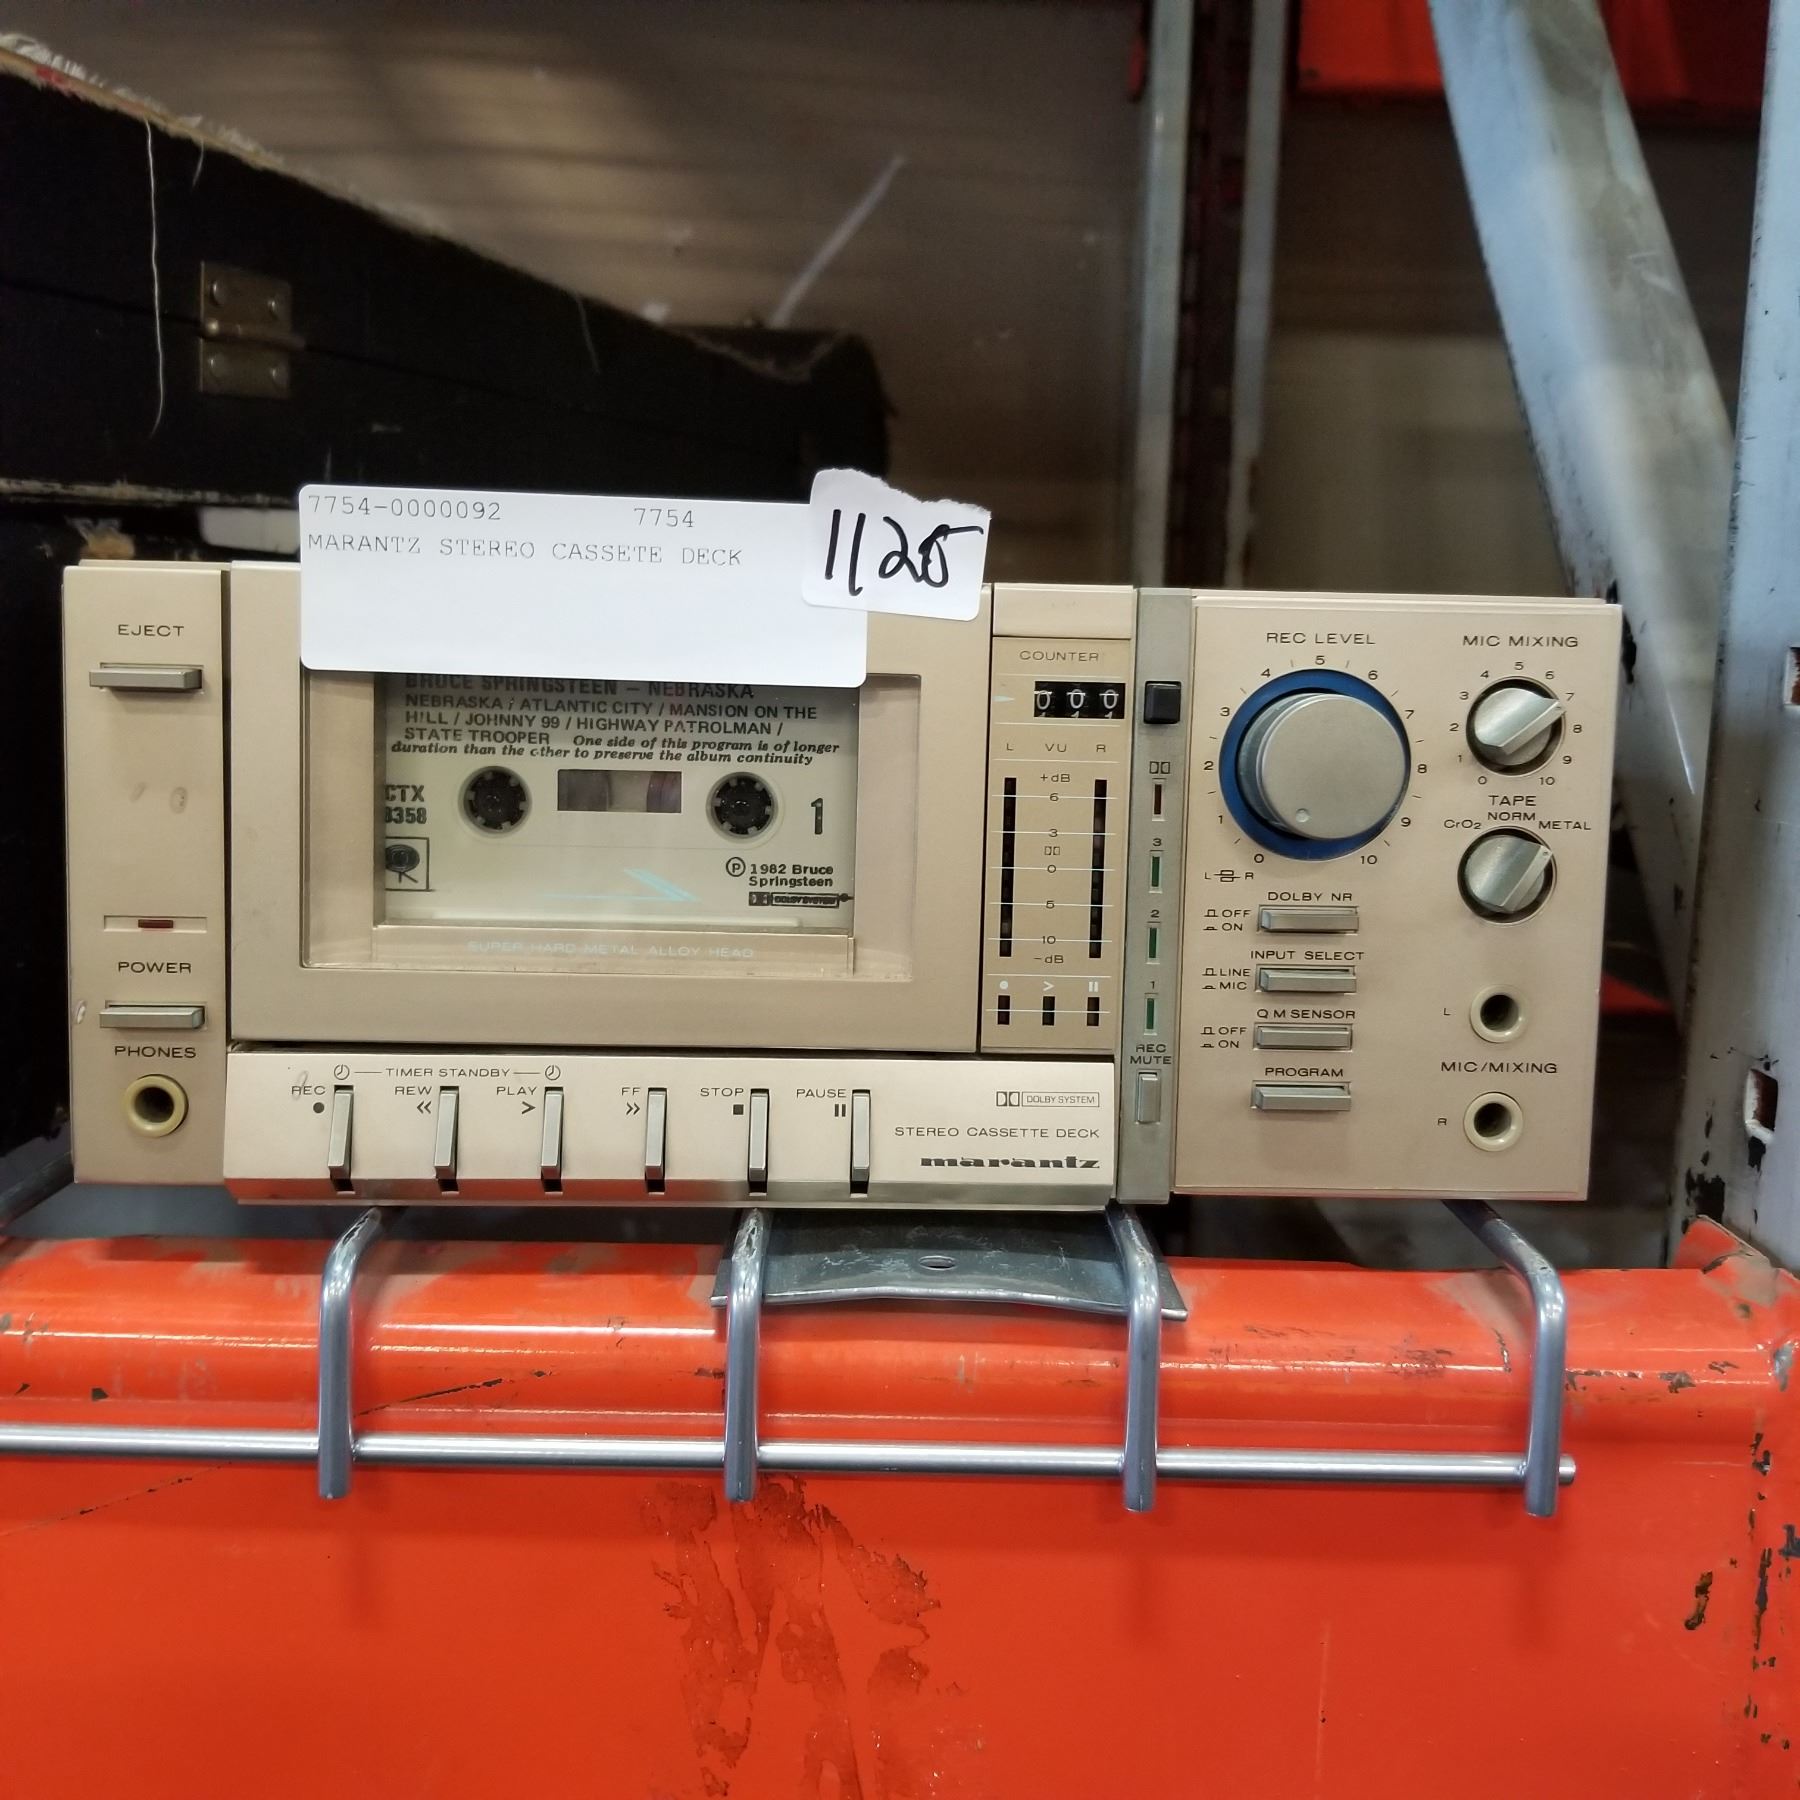 7754-0000092 7754
MARANTZ STEREO CASSETE DECK
1125
EJECT
POWER
PHONES
BRUCE SPRINGSTEEN – NEBRASKA
NEBRASKA / ATLANTIC CITY / MANSION ON THE
HILL / JOHNNY 99 / HIGHWAY PATROLMAN /
STATE TROOPER One side of this program is of longer
duration than the other to preserve the album continuity
CTX
8358
1
℗ 1982 Bruce
Springsteen
DOLBY SYSTEM
SUPER HARD METAL ALLOY HEAD
TIMER STANDBY
REC REW PLAY FF STOP PAUSE
DOLBY SYSTEM
STEREO CASSETTE DECK
marantz
COUNTER
0 0 0
L VU R
+dB
6
3
0
5
10
-dB
3
2
1
REC
MUTE
REC LEVEL
0 1 2 3 4 5 6 7 8 9 10
L R
MIC MIXING
0 1 2 3 4 5 6 7 8 9 10
TAPE
NORM
CrO2 METAL
DOLBY NR
OFF
ON
INPUT SELECT
LINE
MIC
Q M SENSOR
OFF
ON
PROGRAM
L
MIC/MIXING
R